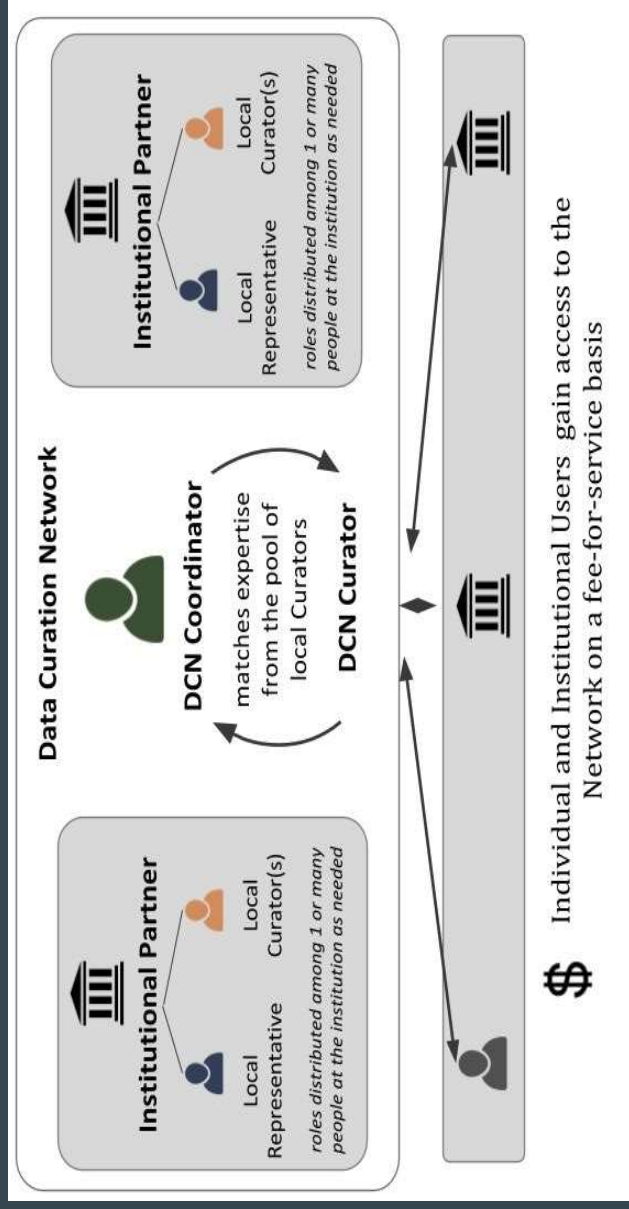 Data Curation Network
Institutional Partner
Local
Representative
Local
Curator(s)
roles distributed among 1 or many
people at the institution as needed
DCN Coordinator
matches expertise
from the pool of
local Curators
DCN Curator
Institutional Partner
Local
Representative
Local
Curator(s)
roles distributed among 1 or many
people at the institution as needed
$ Individual and Institutional Users gain access to the
Network on a fee-for-service basis